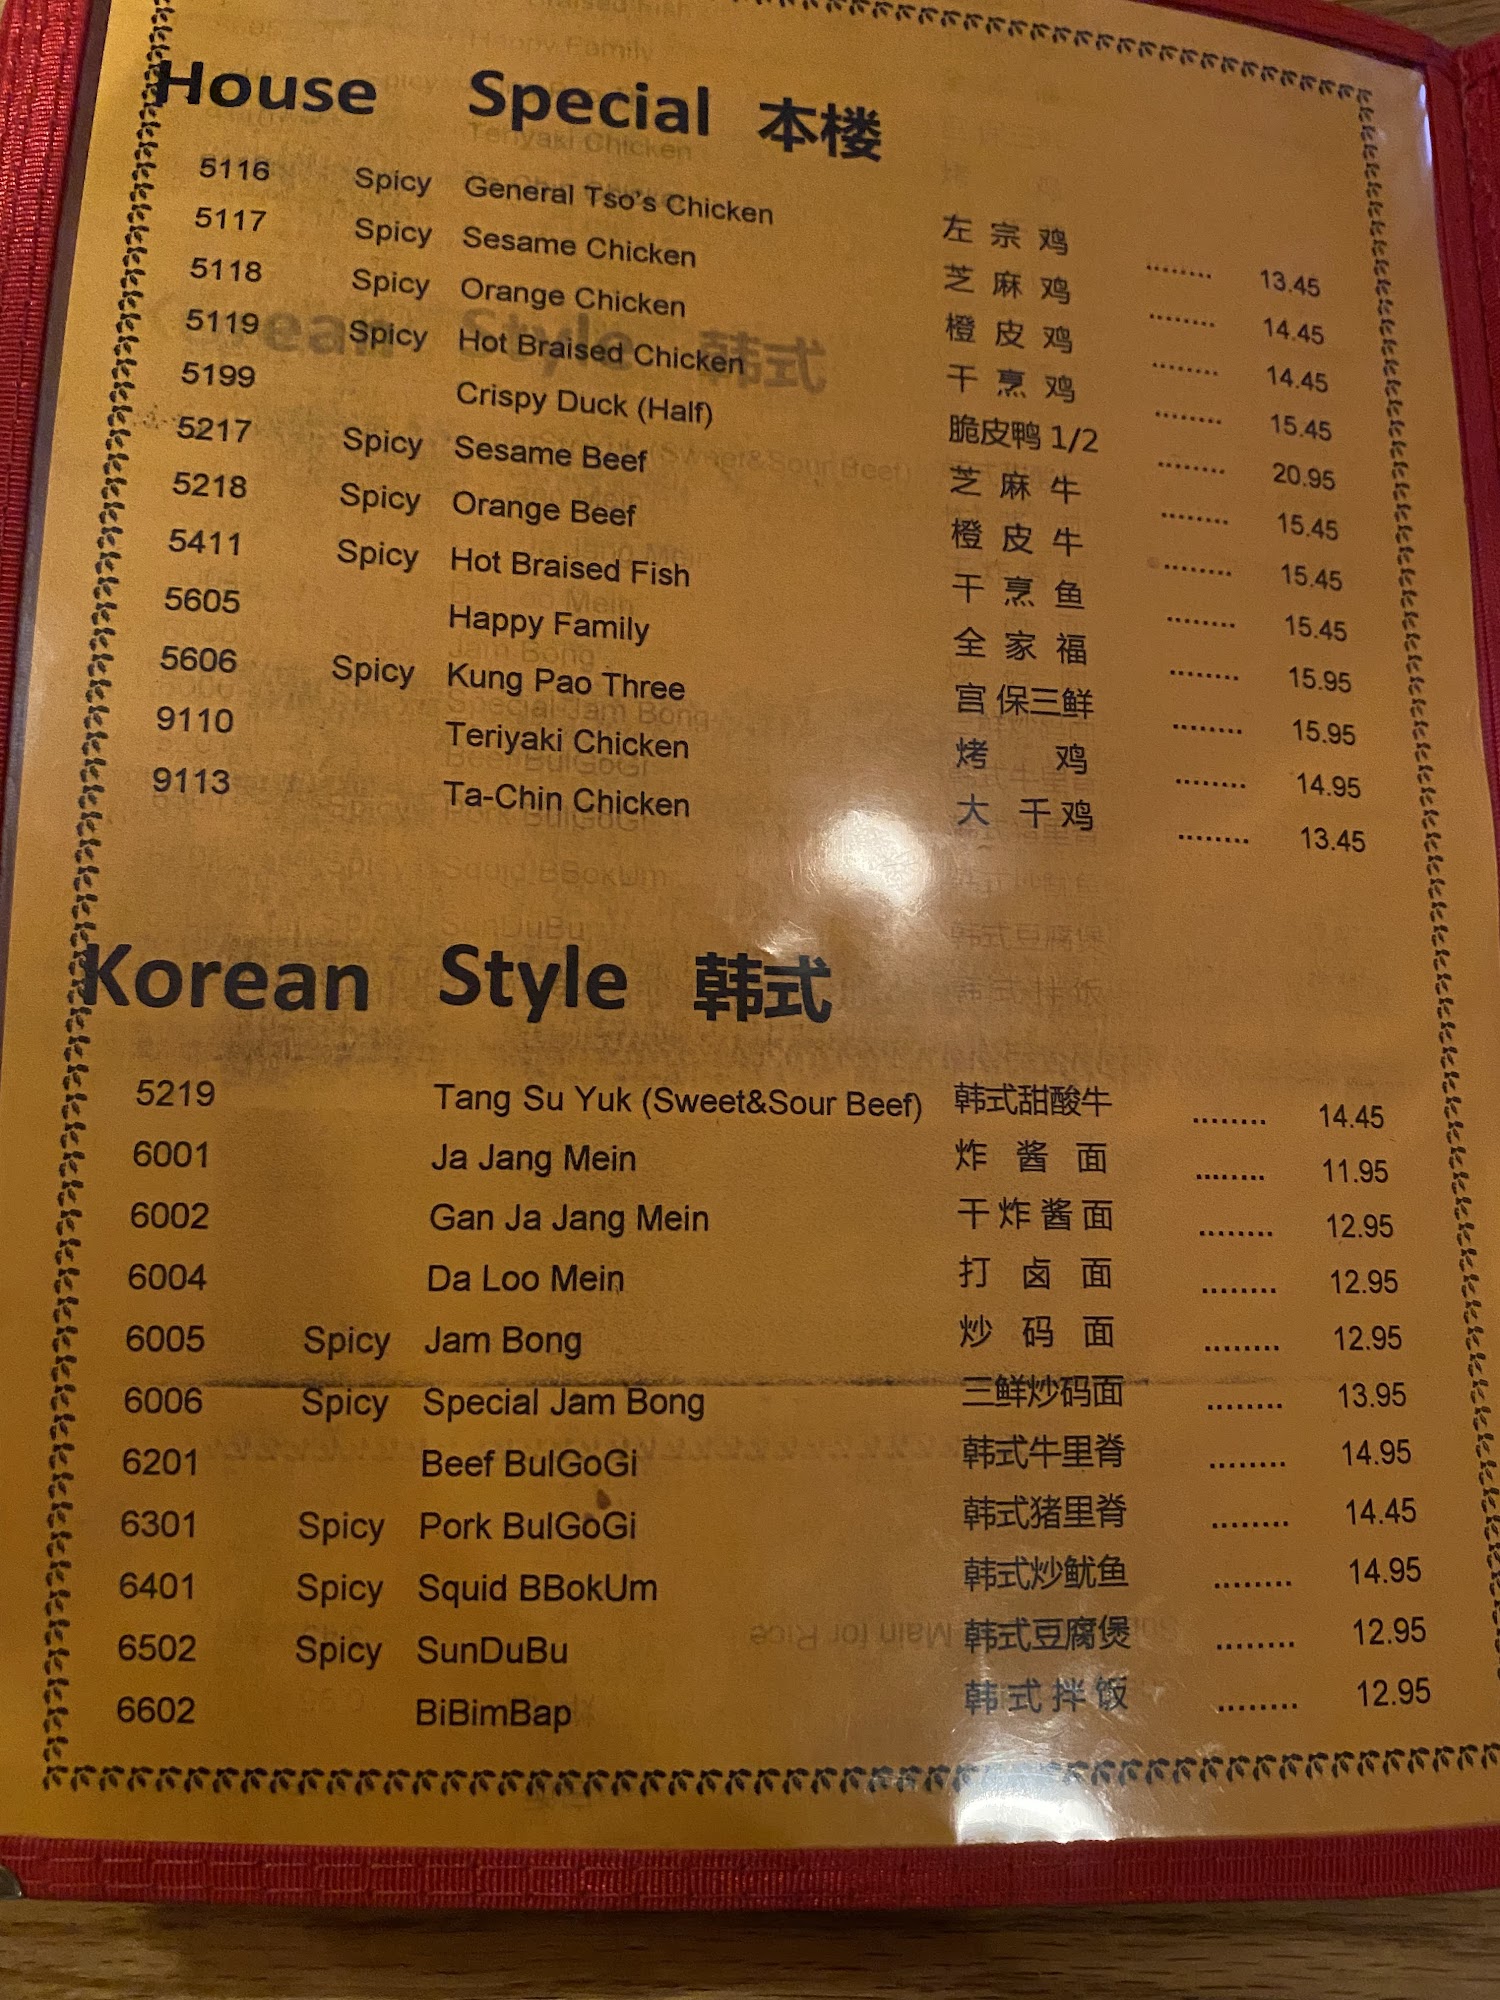 House Special 本楼
5116 Spicy General Tso's Chicken 左宗鸡 ........ 13.45
5117 Spicy Sesame Chicken 芝麻鸡 ........ 14.45
5118 Spicy Orange Chicken 橙皮鸡 ........ 14.45
5119 Spicy Hot Braised Chicken 干烹鸡 ........ 15.45
5199 Crispy Duck (Half) 脆皮鸭 1/2 ........ 20.95
5217 Spicy Sesame Beef 芝麻牛 ........ 15.45
5218 Spicy Orange Beef 橙皮牛 ........ 15.45
5411 Spicy Hot Braised Fish 干烹鱼 ........ 15.45
5605 Happy Family 全家福 ........ 15.95
5606 Spicy Kung Pao Three 宫保三鲜 ........ 15.95
9110 Teriyaki Chicken 烤鸡 ........ 14.95
9113 Ta-Chin Chicken 大千鸡 ........ 13.45
Korean Style 韩式
5219 Tang Su Yuk (Sweet&Sour Beef) 韩式甜酸牛 ........ 14.45
6001 Ja Jang Mein 炸酱面 ........ 11.95
6002 Gan Ja Jang Mein 干炸酱面 ........ 12.95
6004 Da Loo Mein 打卤面 ........ 12.95
6005 Spicy Jam Bong 炒码面 ........ 12.95
6006 Spicy Special Jam Bong 三鲜炒码面 ........ 13.95
6201 Beef BulGoGi 韩式牛里脊 ........ 14.95
6301 Spicy Pork BulGoGi 韩式猪里脊 ........ 14.45
6401 Spicy Squid BBokUm 韩式炒鱿鱼 ........ 14.95
6502 Spicy SunDuBu 韩式豆腐煲 ........ 12.95
6602 BiBimBap 韩式拌饭 ........ 12.95